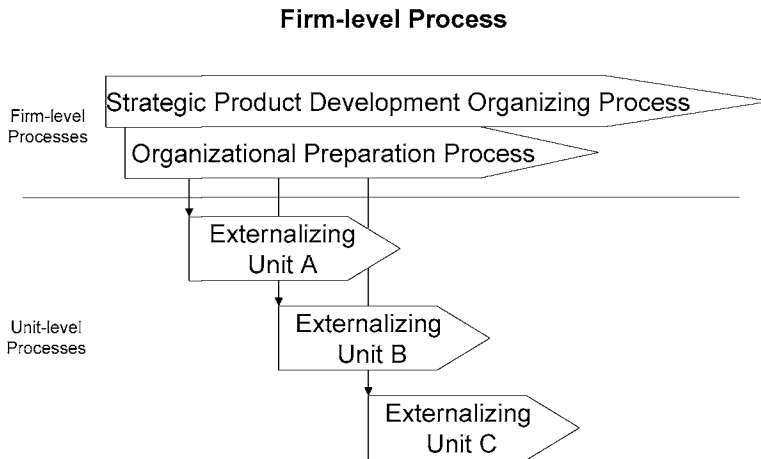 Firm-level Process
Strategic Product Development Organizing Process
Firm-level
Processes
Organizational Preparation Process
Externalizing
Unit A
Unit-level
Processes
Externalizing
Unit B
Externalizing
Unit C